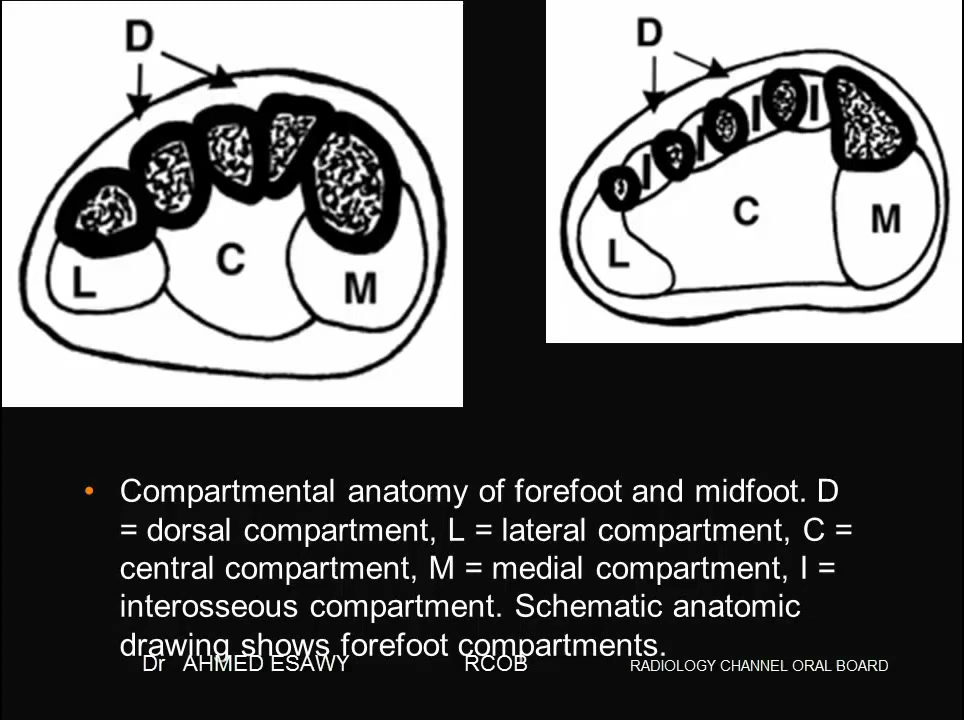 D
L
C
M
D
I
I
I
I
C
L
M
• Compartmental anatomy of forefoot and midfoot. D
= dorsal compartment, L = lateral compartment, C =
central compartment, M = medial compartment, I =
interosseous compartment. Schematic anatomic
drawing shows forefoot compartments.
Dr AHMED ESAWY RCOB RADIOLOGY CHANNEL ORAL BOARD